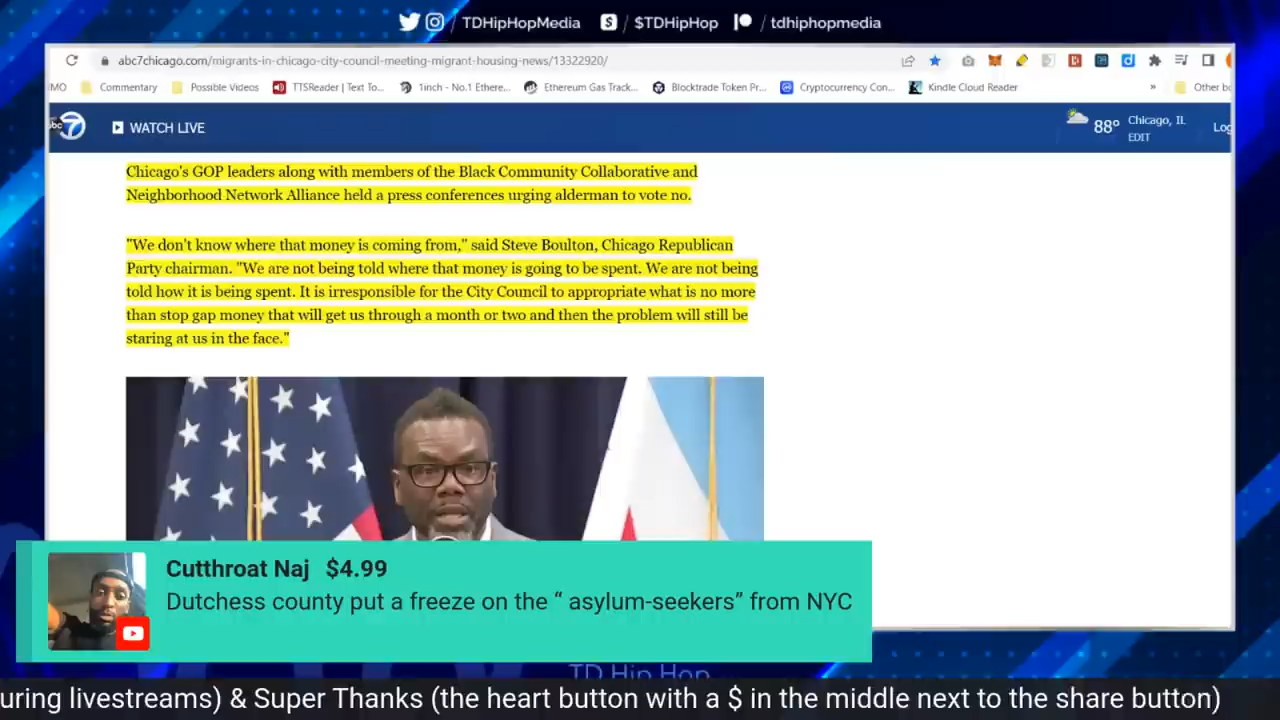 / TDHipHopMedia $ / $TDHipHop / tdhiphopmedia
abc7chicago.com/migrants-in-chicago-city-council-meeting-migrant-housing-news/13322920/
MO Commentary Possible Videos TTSReader | Text To... 1inch - No.1 Ethere... Ethereum Gas Track... Blocktrade Token Pr... Cryptocurrency Con... Kindle Cloud Reader » Other bo
abc 7 WATCH LIVE 88° Chicago, IL
EDIT
Log
Chicago's GOP leaders along with members of the Black Community Collaborative and
Neighborhood Network Alliance held a press conferences urging alderman to vote no.
"We don't know where that money is coming from," said Steve Boulton, Chicago Republican
Party chairman. "We are not being told where that money is going to be spent. We are not being
told how it is being spent. It is irresponsible for the City Council to appropriate what is no more
than stop gap money that will get us through a month or two and then the problem will still be
staring at us in the face."
Cutthroat Naj $4.99
Dutchess county put a freeze on the “ asylum-seekers” from NYC
TD Hip Hop
uring livestreams) & Super Thanks (the heart button with a $ in the middle next to the share button)